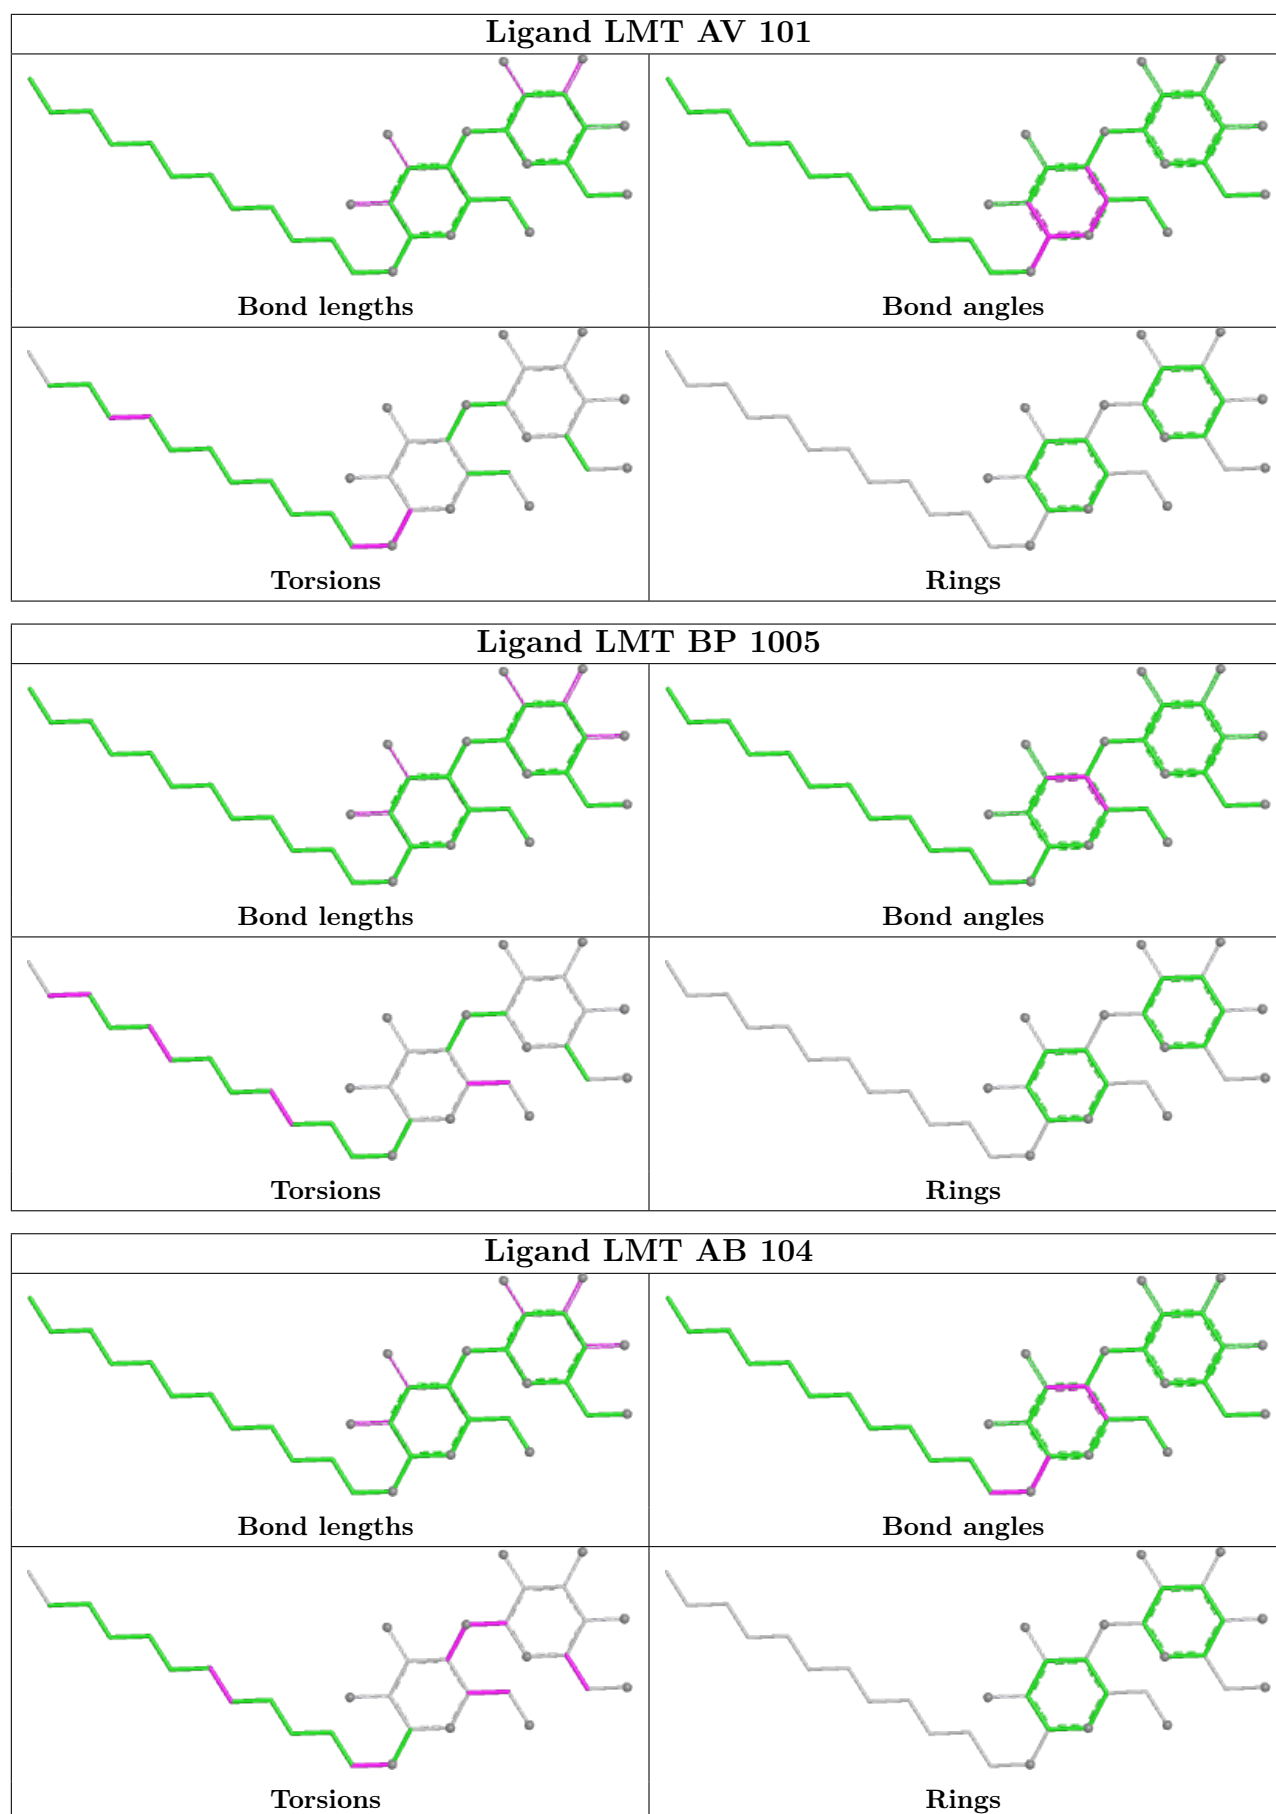 Ligand LMT AV 101
Bond lengths
Bond angles
Torsions
Rings
Ligand LMT BP 1005
Bond lengths
Bond angles
Torsions
Rings
Ligand LMT AB 104
Bond lengths
Bond angles
Torsions
Rings